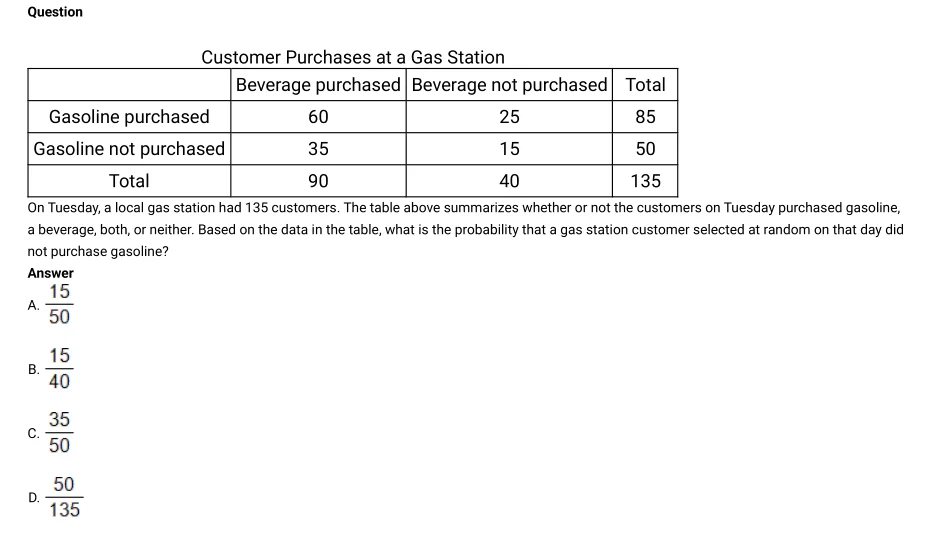 Question
Customer Purchases at a Gas Station
Beverage purchased Beverage not purchased Total
Gasoline purchased 60 25 85
Gasoline not purchased 35 15 50
Total 90 40 135
On Tuesday, a local gas station had 135 customers. The table above summarizes whether or not the customers on Tuesday purchased gasoline,
a beverage, both, or neither. Based on the data in the table, what is the probability that a gas station customer selected at random on that day did
not purchase gasoline?
Answer
A. 15/50
B. 15/40
C. 35/50
D. 50/135